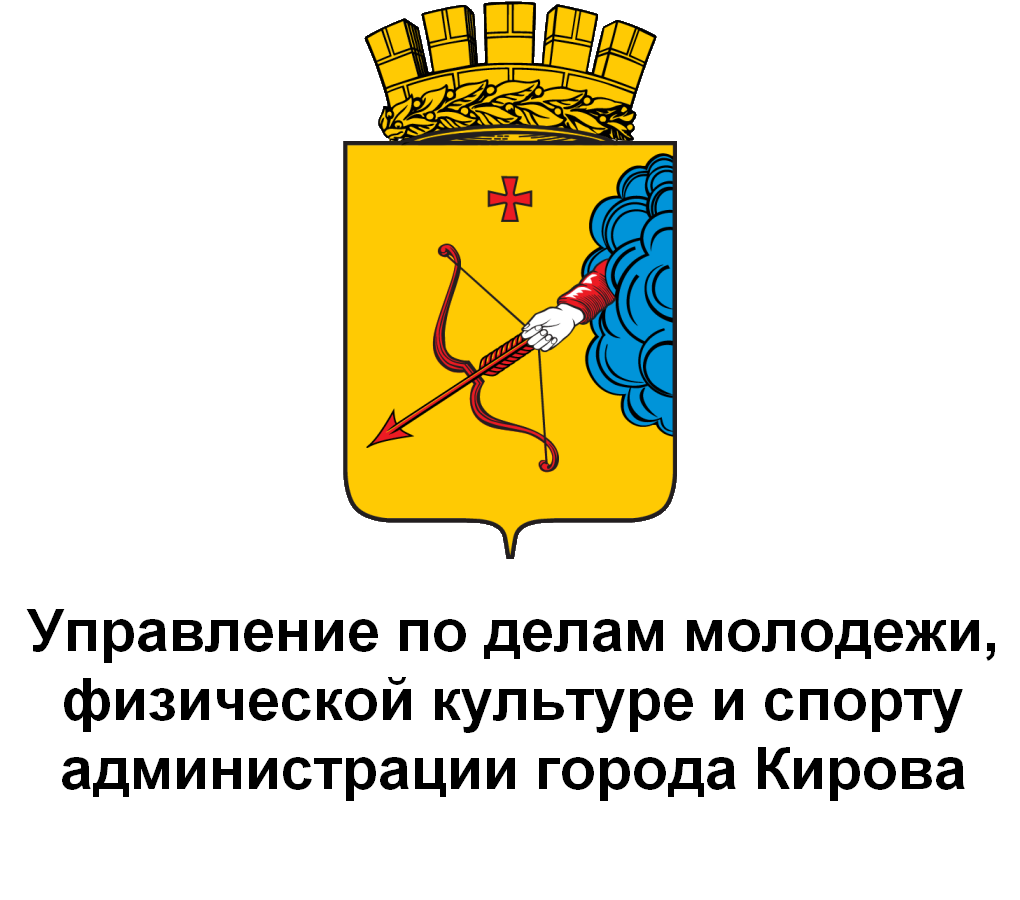 Управление по делам молодежи,
физической культуре и спорту
администрации города Кирова